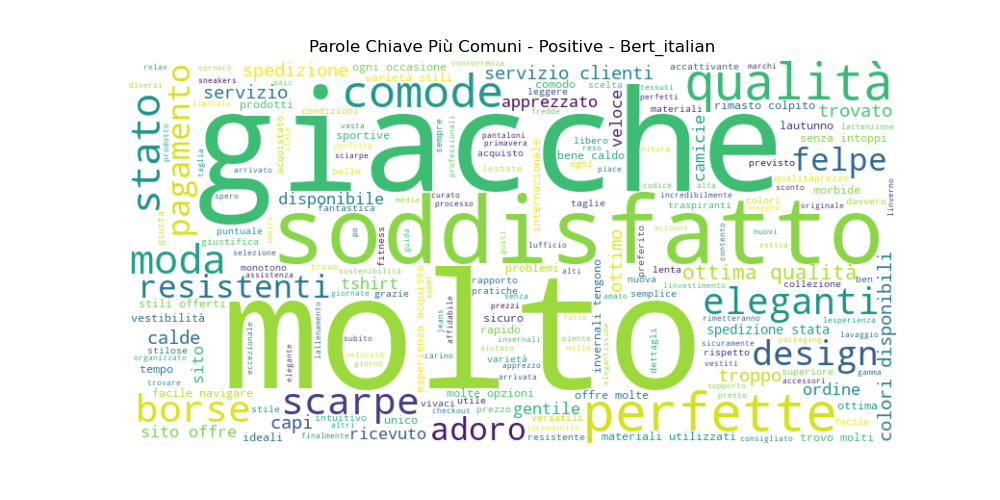 Parole Chiave Più Comuni - Positive - Bert_italian
relax
tornerò
spedizione
ogni occasione
concorrenza
servizio clienti
accattivante
marchi
qualità
diversi
sneakers
paio
varietà stili
comodo
scelta
tessuti
limitata
servizio
comode
leggere
perfetti
prodotti
apprezzato
fredde
materiali
rimasto colpito
trovato
stato
pagamento
condizioni
veloce
lautunno
lattenzione
giacche
vasta
sportive
sempre
professionali
pantaloni
primavera
libero
reso
camicie
senza intoppi
prodotto
taglia
acquistato
stata
perfetta
sciarpe
acquisto
ogni
bene caldo
misura
previsto
felpe
arrivato
pelle
lestate
internazionale
piace
codice
alta
qualitàprezzo
sconto
linverno
spero
disponibile
media
curato
processo
taglie
incredibilmente
traspiranti
colori
omaggio
morbide
davvero
originale
fantastica
giusta
puntuale
giustifica
ambito
soddisfatto
po
fitness
guida
gusti
lufficio
ottimo
preferito
account
contento
nuovi
estiva
selezione
moda
monotono
assistenza
trovo
sostenibilità
problemi
alti
lenta
ottima qualità
nuova
linvestimento
collezione
ben
resistenti
tshirt
giornate
grazie
esperienza acquisto
super
rapporto
pratiche
senza
invernali tengono
amato
semplice
eleganti
colori disponibili
stili offerti
molto
prezzi
rimetteranno
lesperienza
vestibilità
jeans
affidabile
sicuro
fatte
rapido
invernali
elegantissime
spedizione stata
calde
sito
eccezionale
elegante
lallenamento
subito
velocità
giorno
carino
aiutato
niente
mille
dettagli
sicuramente
packaging
lavaggio
stilose
organizzato
varietà
apprezzo
rispetto
vestiti
design
tempo
trovare
arrivata
troppo
superiore
gamma
accessori
facile navigare
molte opzioni
offre molte
supporto
presto
ordine
borse
stile
scarpe
vivaci
utile
checkout
prezzo
gentile
versatili
perfette
ottima
facile
capi
intuitivo
unico
altri
adoro
incredibile
sito offre
ideali
finalmente
ricevuto
resistente
materiali utilizzati
consigliato
trovo molti